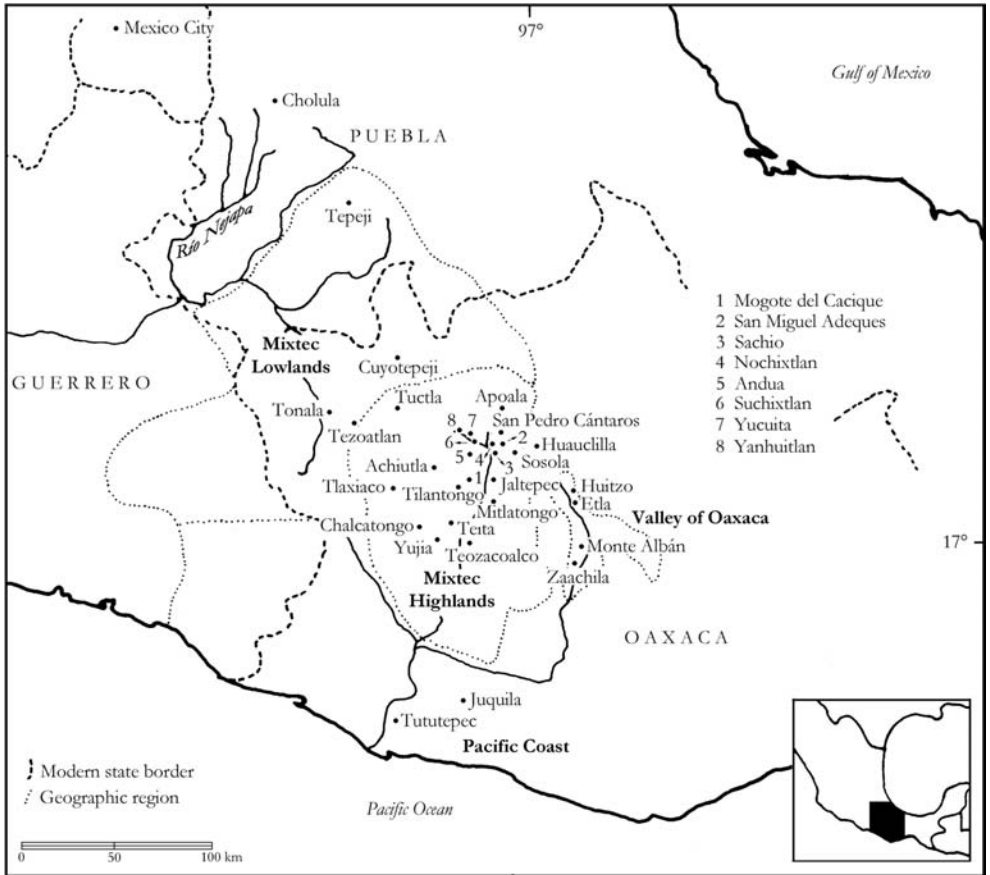 97°
Mexico City
Gulf of Mexico
Cholula
PUEBLA
Tepeji
Río Nejapa
1 Mogote del Cacique
2 San Miguel Adeques
3 Sachio
4 Nochixtlan
5 Andua
6 Suchixtlan
7 Yucuita
8 Yanhuitlan
Mixtec
Lowlands
Cuyotepeji
GUERRERO
Tuctla
Apoala
Tonala
San Pedro Cántaros
8 7
Tezoatlan
6 2
Huauclilla
5 4 3
Sosola
Achiutla
1
Tlaxiaco
Tilantongo
Jaltepec
Huitzo
Etla
Mitlatongo
Valley of Oaxaca
Chalcatongo
Teita
17°
Yujia
Teozacoalco
Monte Albán
Zaachila
Mixtec
Highlands
OAXACA
Juquila
Tututepec
Pacific Coast
Modern state border
Geographic region
Pacific Ocean
0 50 100 km